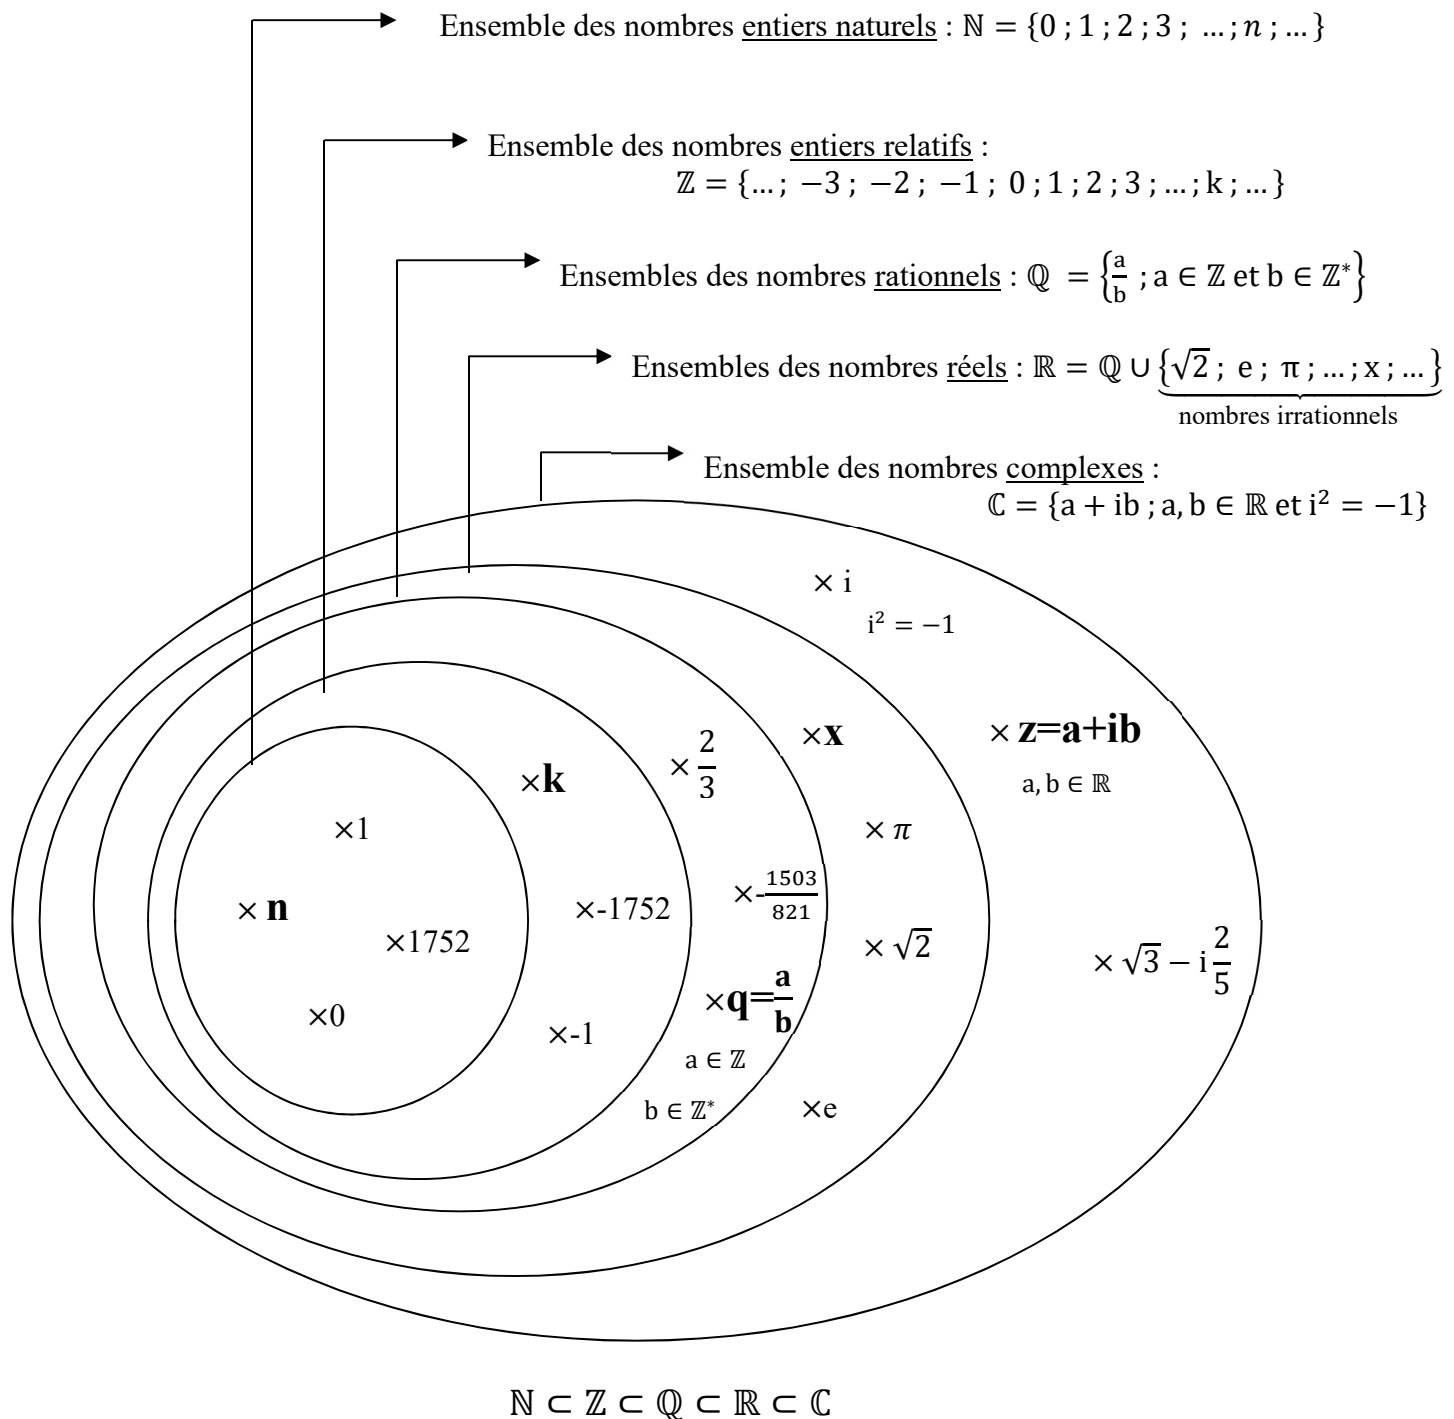 Ensemble des nombres entiers naturels : ℕ = {0 ; 1 ; 2 ; 3 ; … ; n ; … }
Ensemble des nombres entiers relatifs :
ℤ = {… ; −3 ; −2 ; −1 ; 0 ; 1 ; 2 ; 3 ; … ; k ; … }
Ensembles des nombres rationnels : ℚ = {a/b ; a ∈ ℤ et b ∈ ℤ*}
Ensembles des nombres réels : ℝ = ℚ ∪ {√2 ; e ; π ; … ; x ; … }
nombres irrationnels
Ensemble des nombres complexes :
ℂ = {a + ib ; a, b ∈ ℝ et i² = −1}
× i
i² = −1
× z=a+ib
a, b ∈ ℝ
×x
× 2/3
×k
×1
× π
×-1503/821
× n
×-1752
×1752
× √2
× √3 − i 2/5
×q=a/b
×0
×-1
a ∈ ℤ
b ∈ ℤ*
×e
ℕ ⊂ ℤ ⊂ ℚ ⊂ ℝ ⊂ ℂ